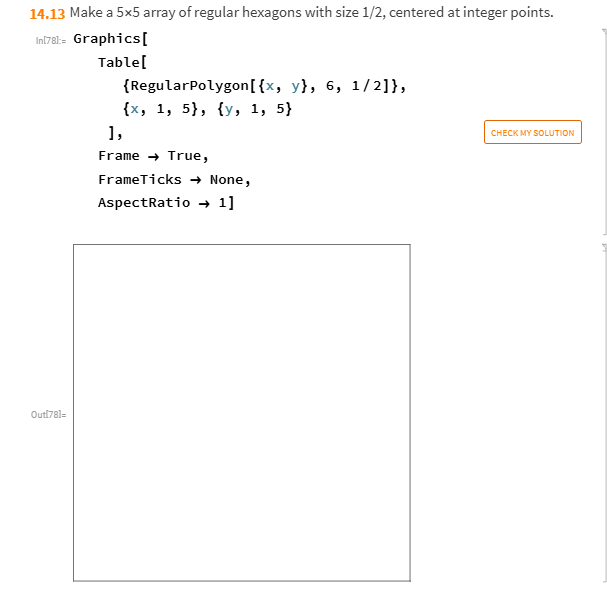 14.13 Make a 5×5 array of regular hexagons with size 1/2, centered at integer points.
In[78]:= Graphics[
Table[
{RegularPolygon[{x, y}, 6, 1/2]},
{x, 1, 5}, {y, 1, 5}
],
CHECK MY SOLUTION
Frame → True,
FrameTicks → None,
AspectRatio → 1]
Out[78]=